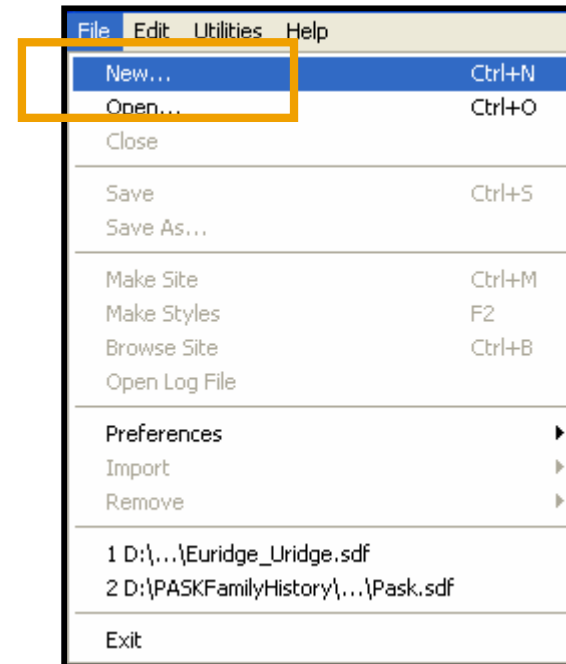 File Edit Utilities Help
New... Ctrl+N
Open... Ctrl+O
Close
Save Ctrl+S
Save As...
Make Site Ctrl+M
Make Styles F2
Browse Site Ctrl+B
Open Log File
Preferences
Import
Remove
1 D:\...\Euridge_Uridge.sdf
2 D:\PASKFamilyHistory\...\Pask.sdf
Exit